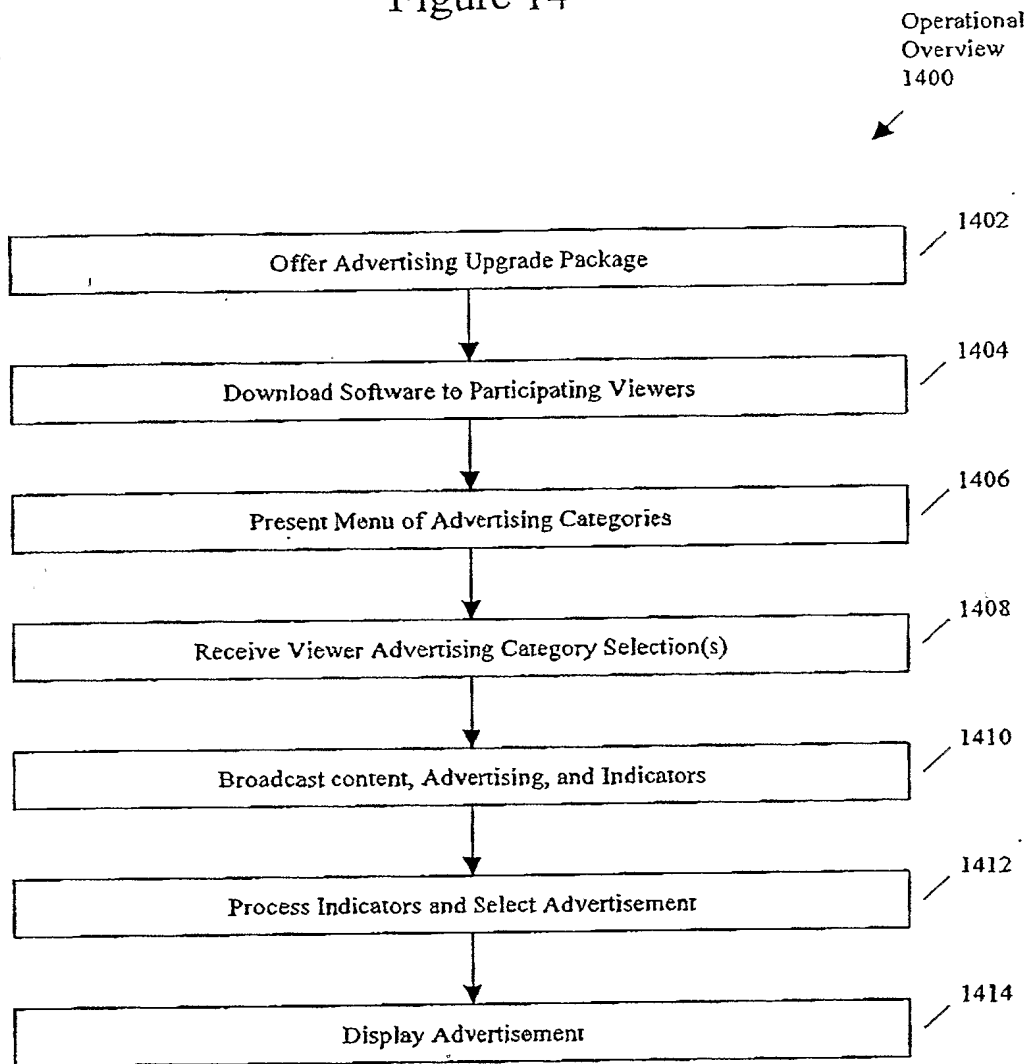 Figure 14
Operational
Overview
1400
1402
Offer Advertising Upgrade Package
1404
Download Software to Participating Viewers
1406
Present Menu of Advertising Categories
1408
Receive Viewer Advertising Category Selection(s)
1410
Broadcast content, Advertising, and Indicators
1412
Process Indicators and Select Advertisement
1414
Display Advertisement